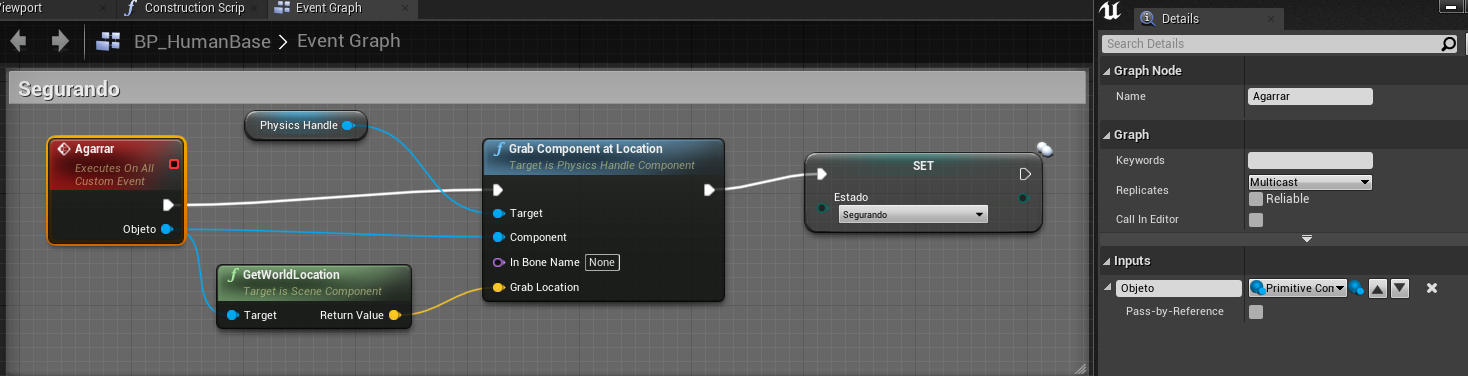 iewport
Construction Scrip
Event Graph
BP_HumanBase
Event Graph
Segurando
Agarrar
Executes On All
Custom Event
Objeto
Physics Handle
GetWorldLocation
Target is Scene Component
Target
Return Value
Grab Component at Location
Target is Physics Handle Component
Target
Component
In Bone Name None
Grab Location
SET
Estado
Segurando
Details
Search Details
Graph Node
Name Agarrar
Graph
Keywords
Replicates Multicast
Reliable
Call In Editor
Inputs
Objeto Primitive Con
Pass-by-Reference